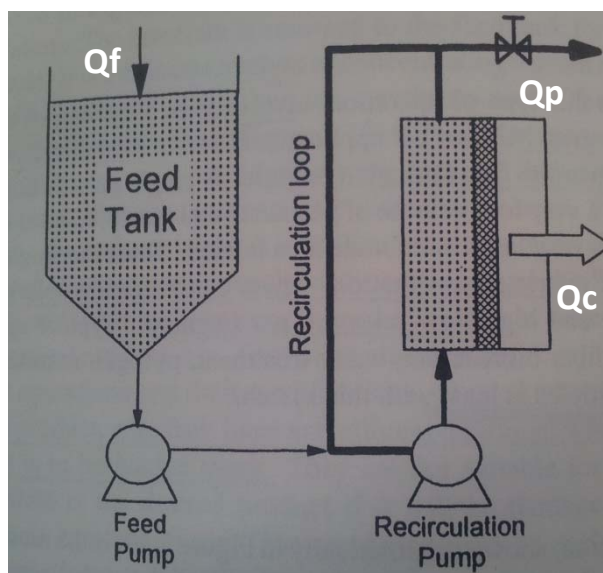 Qf
Feed
Tank
Recirculation loop
Qp
Qc
Feed
Pump
Recirculation
Pump